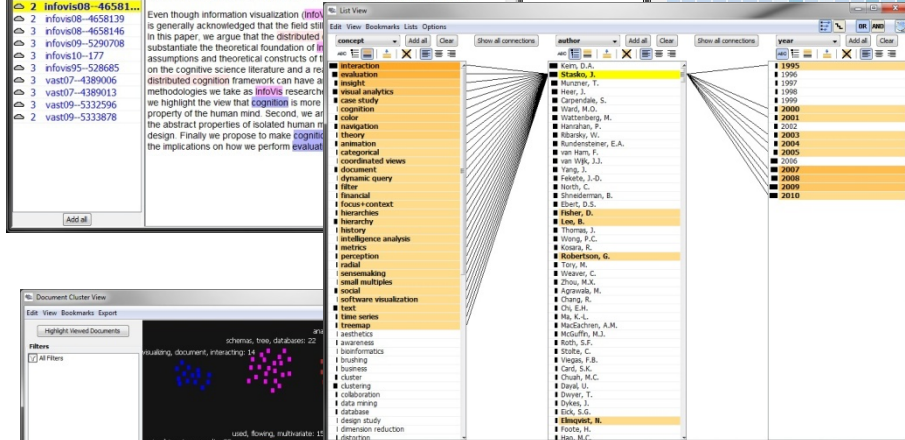 2 infovis08--46581...
2 infovis08--4658139
3 infovis08--4658146
3 infovis09--5290708
3 infovis10--177
3 infovis95--528685
3 vast07--4389006
3 vast07--4389013
3 vast09--5332596
2 vast09--5333878
Add all
Even though information visualization (InfoV
is generally acknowledged that the field still
In this paper, we argue that the distributed
substantiate the theoretical foundation of In
assumptions and theoretical constructs of t
on the cognitive science literature and a rea
distributed cognition framework can have a
methodologies we take as InfoVis researche
we highlight the view that cognition is more
property of the human mind. Second, we ar
the abstract properties of isolated human m
design. Finally we propose to make cognitio
the implications on how we perform evaluati
List View
Edit View Bookmarks Lists Options
OR AND
concept Add all Clear Show all connections author Add all Clear Show all connections year Add all Clear
ABC
interaction
evaluation
insight
visual analytics
case study
cognition
color
navigation
theory
animation
categorical
coordinated views
document
dynamic query
filter
financial
focus+context
hierarchies
hierarchy
history
intelligence analysis
metrics
perception
radial
sensemaking
small multiples
social
software visualization
text
time series
treemap
aesthetics
awareness
bioinformatics
brushing
business
cluster
clustering
collaboration
data mining
database
design study
dimension reduction
distortion
ABC
Keim, D.A.
Stasko, J.
Munzner, T.
Heer, J.
Carpendale, S.
Ward, M.O.
Wattenberg, M.
Hanrahan, P.
Ribarsky, W.
Rundensteiner, E.A.
van Ham, F.
van Wijk, J.J.
Yang, J.
Fekete, J.-D.
North, C.
Shneiderman, B.
Ebert, D.S.
Fisher, D.
Lee, B.
Thomas, J.
Wong, P.C.
Kosara, R.
Robertson, G.
Tory, M.
Weaver, C.
Zhou, M.X.
Agrawala, M.
Chang, R.
Chi, E.H.
Ma, K.-L.
MacEachren, A.M.
McGuffin, M.J.
Roth, S.F.
Stolte, C.
Viegas, F.B.
Card, S.K.
Chuah, M.C.
Dayal, U.
Dwyer, T.
Dykes, J.
Eick, S.G.
Elmqvist, N.
Foote, H.
Hao, M.C.
ABC
1995
1996
1997
1998
1999
2000
2001
2002
2003
2004
2005
2006
2007
2008
2009
2010
Document Cluster View
Edit View Bookmarks Export
Highlight Viewed Documents
Filters
All Filters
ana
schemas, tree, databases: 22
visualizing, document, interacting: 14
used, flowing, multivariate: 15